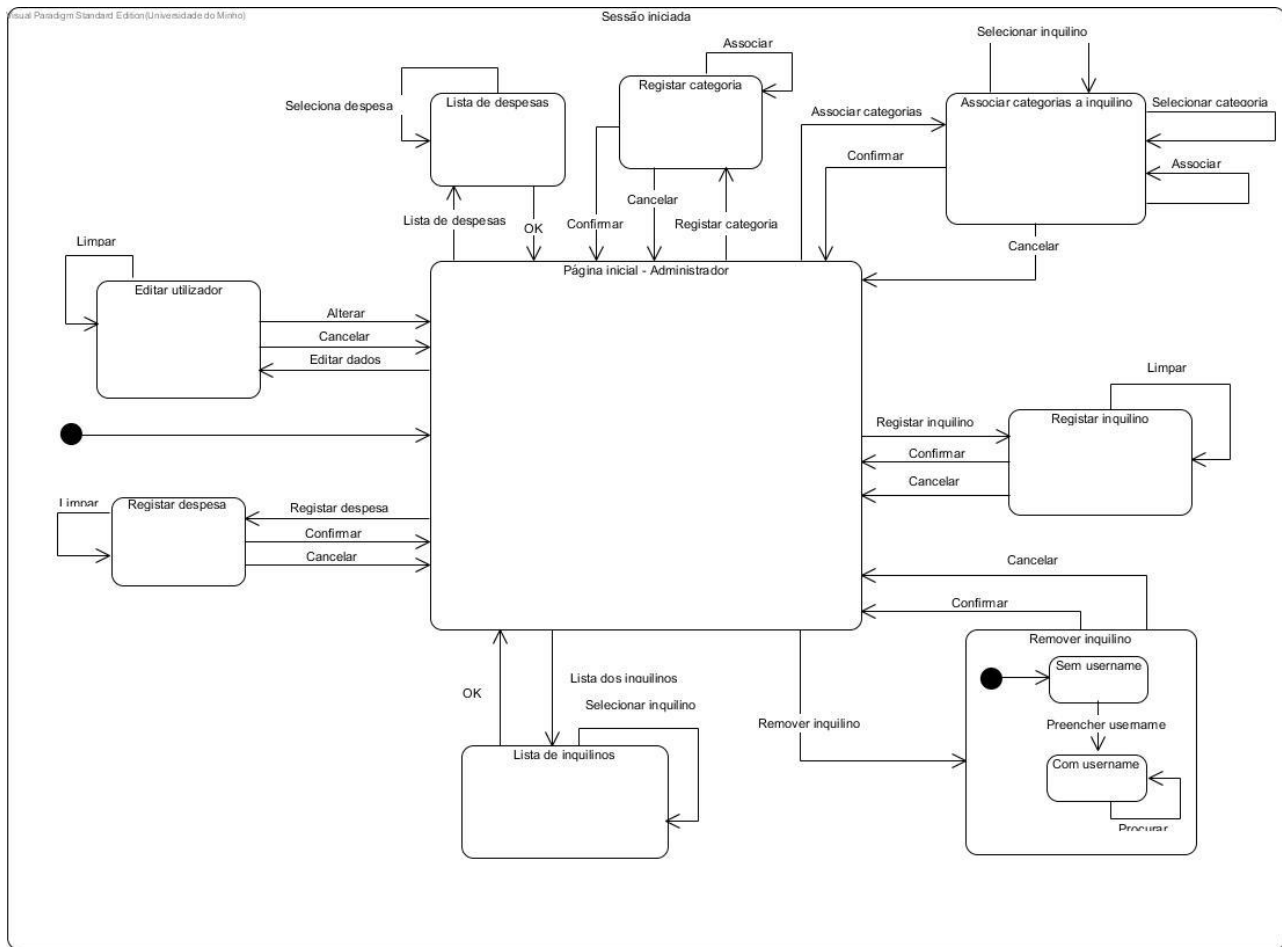 Visual Paradigm Standard Edition(Universidade do Minho)
Sessão iniciada
Selecionar inquilino
Associar
Seleciona despesa
Lista de despesas
Registar categoria
Associar categorias
Associar categorias a inquilino
Selecionar categoria
Confirmar
Associar
Cancelar
Lista de despesas
OK
Confirmar
Registar categoria
Cancelar
Limpar
Página inicial - Administrador
Editar utilizador
Alterar
Cancelar
Editar dados
Limpar
Registar inquilino
Registar inquilino
Confirmar
Cancelar
Limpar
Registar despesa
Registar despesa
Confirmar
Cancelar
Cancelar
Confirmar
Remover inquilino
Sem username
Preencher username
Com username
Procurar
OK
Lista dos inquilinos
Selecionar inquilino
Remover inquilino
Lista de inquilinos